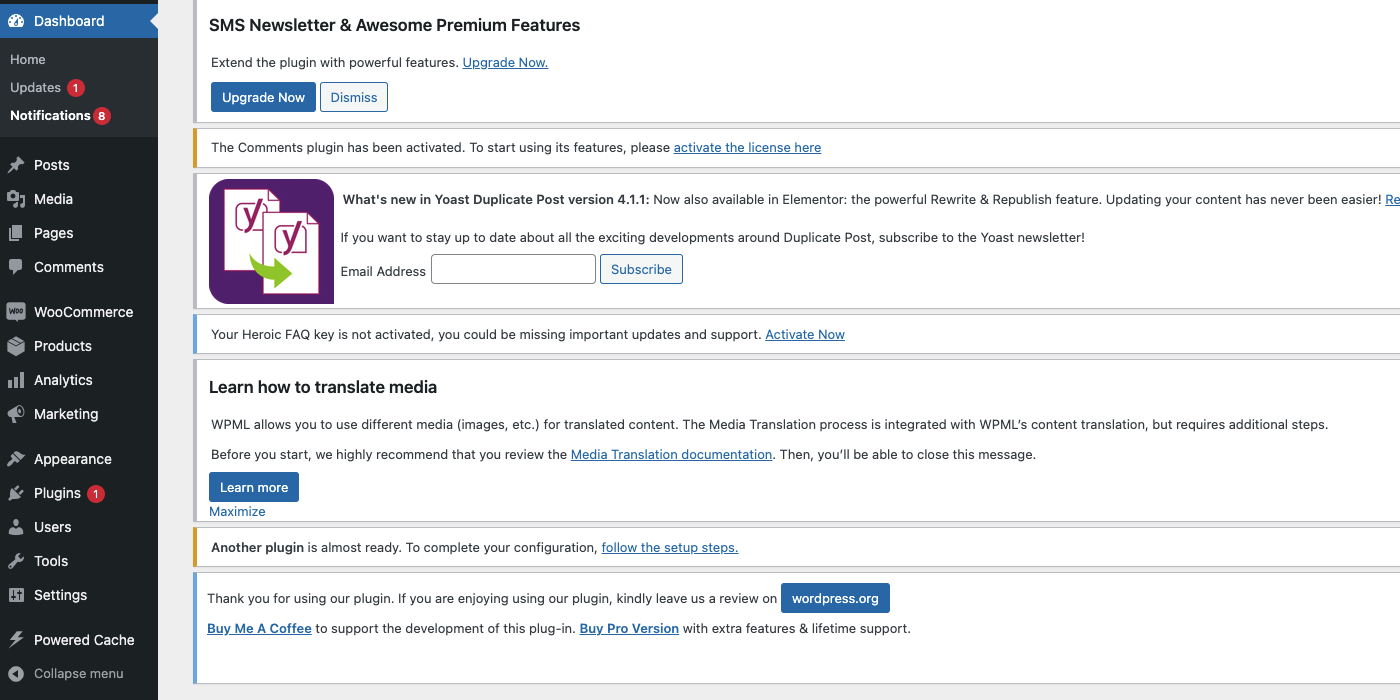 Dashboard
Home
Updates 1
Notifications 8
Posts
Media
Pages
Comments
WooCommerce
Products
Analytics
Marketing
Appearance
Plugins 1
Users
Tools
Settings
Powered Cache
Collapse menu
SMS Newsletter & Awesome Premium Features
Extend the plugin with powerful features. Upgrade Now.
Upgrade Now Dismiss
The Comments plugin has been activated. To start using its features, please activate the license here
What's new in Yoast Duplicate Post version 4.1.1: Now also available in Elementor: the powerful Rewrite & Republish feature. Updating your content has never been easier! Re
If you want to stay up to date about all the exciting developments around Duplicate Post, subscribe to the Yoast newsletter!
Email Address Subscribe
Your Heroic FAQ key is not activated, you could be missing important updates and support. Activate Now
Learn how to translate media
WPML allows you to use different media (images, etc.) for translated content. The Media Translation process is integrated with WPML’s content translation, but requires additional steps.
Before you start, we highly recommend that you review the Media Translation documentation. Then, you’ll be able to close this message.
Learn more
Maximize
Another plugin is almost ready. To complete your configuration, follow the setup steps.
Thank you for using our plugin. If you are enjoying using our plugin, kindly leave us a review on wordpress.org
Buy Me A Coffee to support the development of this plug-in. Buy Pro Version with extra features & lifetime support.